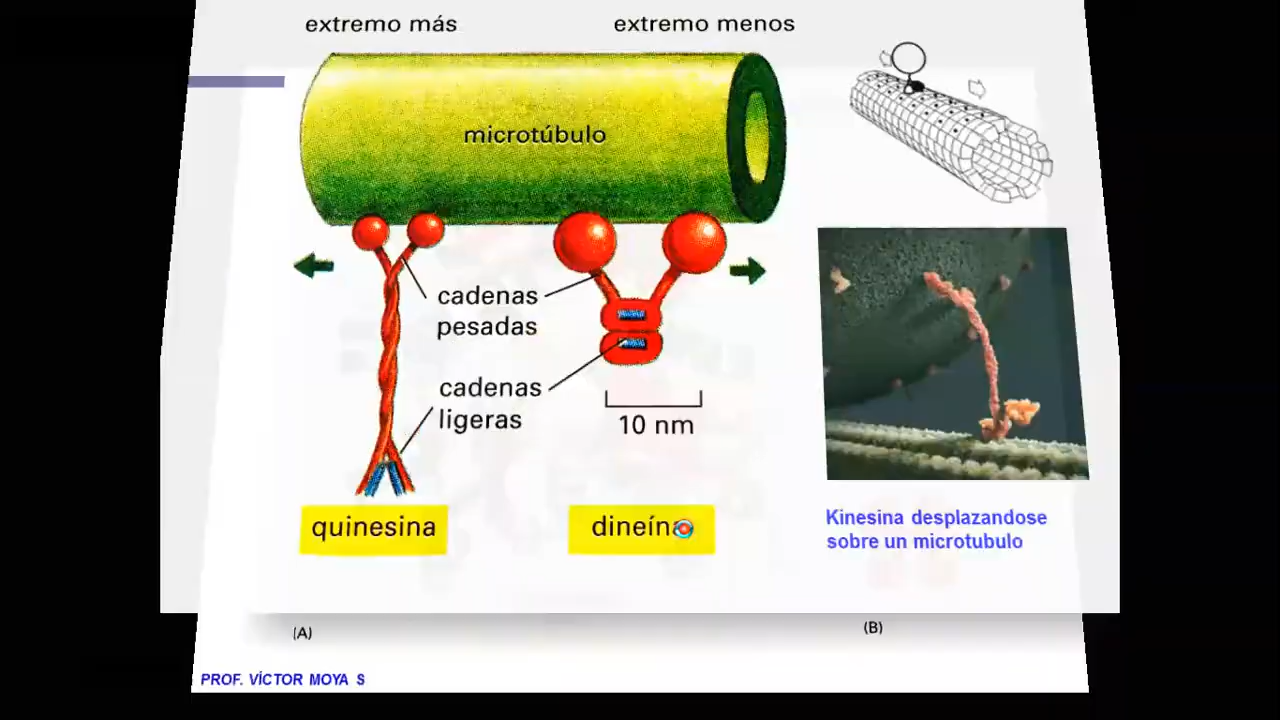 extremo más
extremo menos
microtúbulo
cadenas
pesadas
cadenas
ligeras
10 nm
quinesina
dineína
Kinesina desplazandose
sobre un microtubulo
(A)
(B)
PROF. VÍCTOR MOYA S